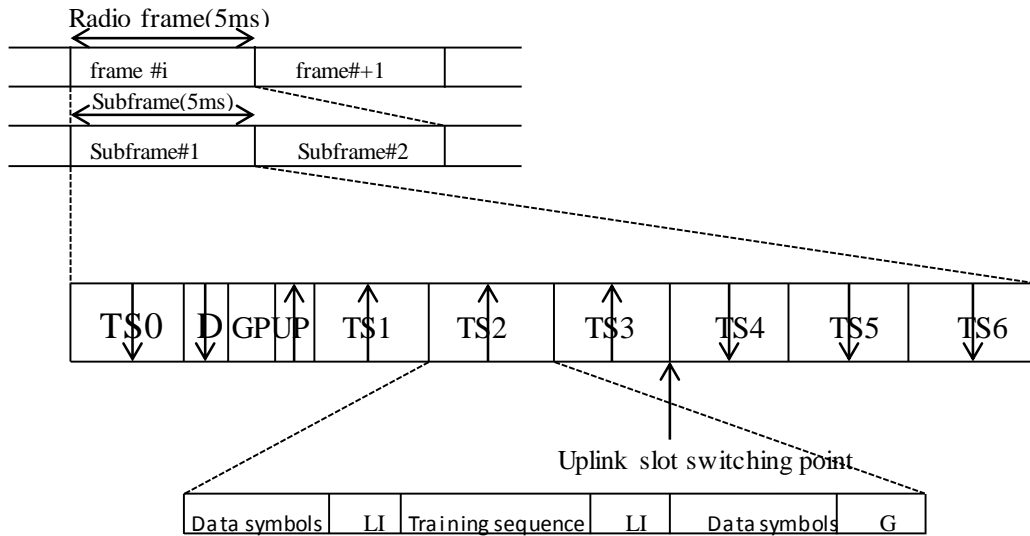 Radio frame(5ms)
frame #i frame#+1
Subframe(5ms)
Subframe#1 Subframe#2
TS0 D GP UP TS1 TS2 TS3 TS4 TS5 TS6
Uplink slot switching point
Data symbols LI Training sequence LI Data symbols G